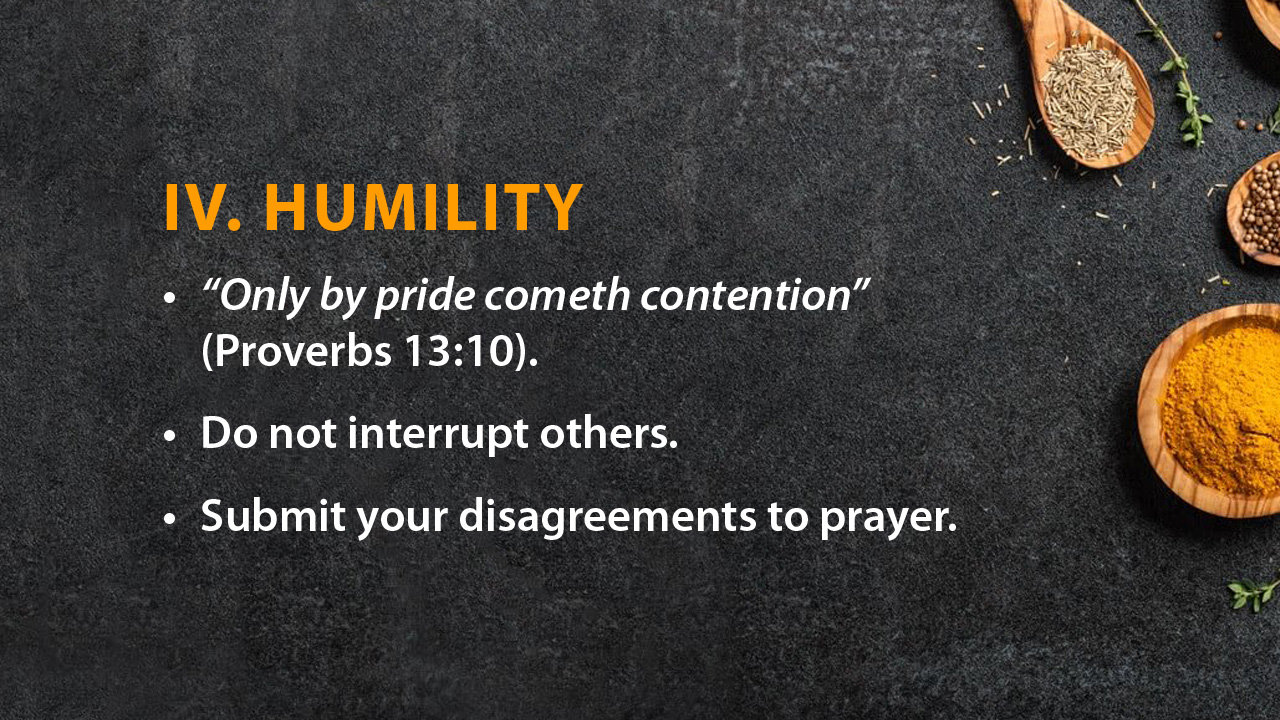 IV. HUMILITY
• “Only by pride cometh contention”
(Proverbs 13:10).
• Do not interrupt others.
• Submit your disagreements to prayer.